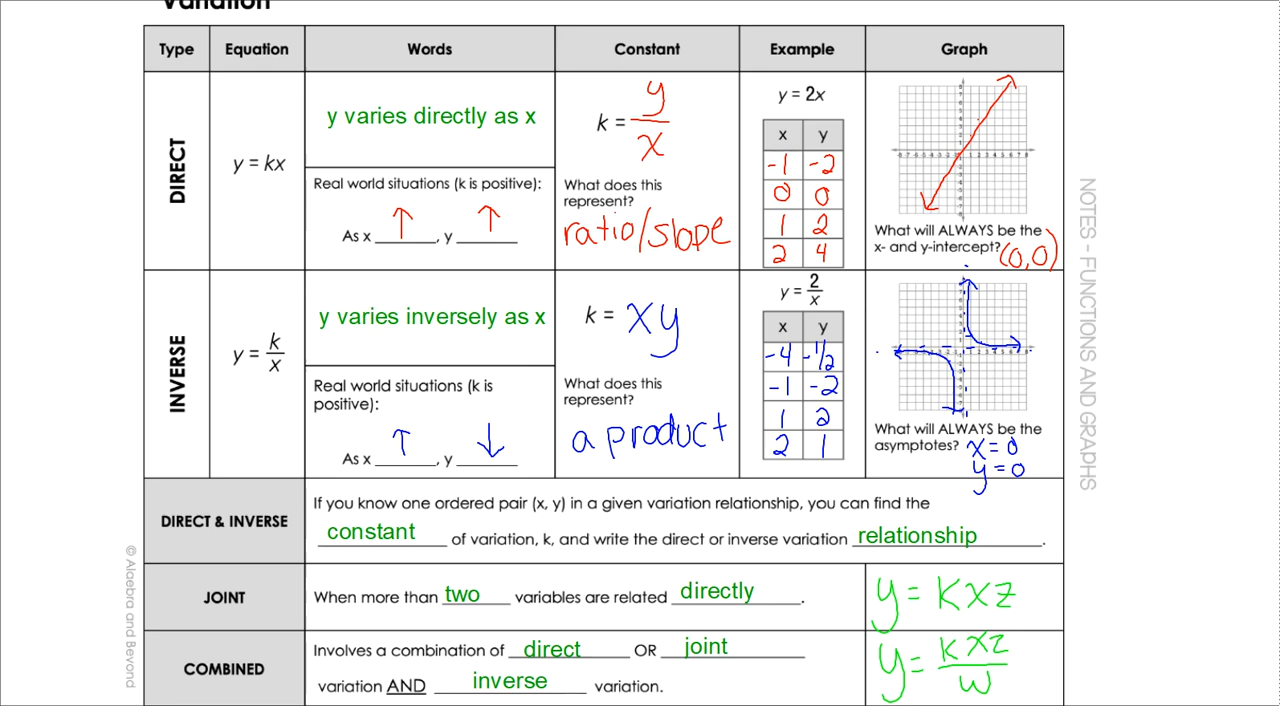 Variation
Type Equation Words Constant Example Graph
DIRECT
y = kx
y varies directly as x
Real world situations (k is positive):
As x ↑, y ↑
k = y/x
What does this
represent?
ratio/slope
y = 2x
x y
-1 -2
0 0
1 2
2 4
What will ALWAYS be the
x- and y-intercept? (0,0)
INVERSE
y = k/x
y varies inversely as x
Real world situations (k is
positive):
As x ↑, y ↓
k = xy
What does this
represent?
a product
y = 2/x
x y
-4 -1/2
-1 -2
1 2
2 1
What will ALWAYS be the
asymptotes? x = 0
y = 0
DIRECT & INVERSE
If you know one ordered pair (x, y) in a given variation relationship, you can find the
constant of variation, k, and write the direct or inverse variation relationship.
JOINT
When more than two variables are related directly.
y = kxz
COMBINED
Involves a combination of direct OR joint
variation AND inverse variation.
y = kxz/w
NOTES - FUNCTIONS AND GRAPHS
© Algebra and Beyond